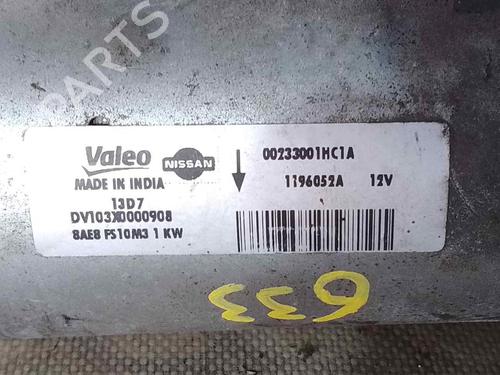 PARTS
Valeo
NISSAN
MADE IN INDIA
13D7
DV103X0000908
8AE8 FS10M3 1 KW
00233001HC1A
1196052A 12V
633